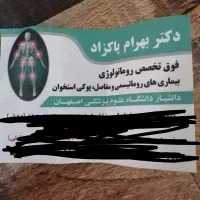 دکتر بهرام پاکزاد
فوق تخصص روماتولوژی
بیماری های روماتیسمی و مفاصل، پوکی استخوان
دانشیار دانشگاه علوم پزشکی اصفهان